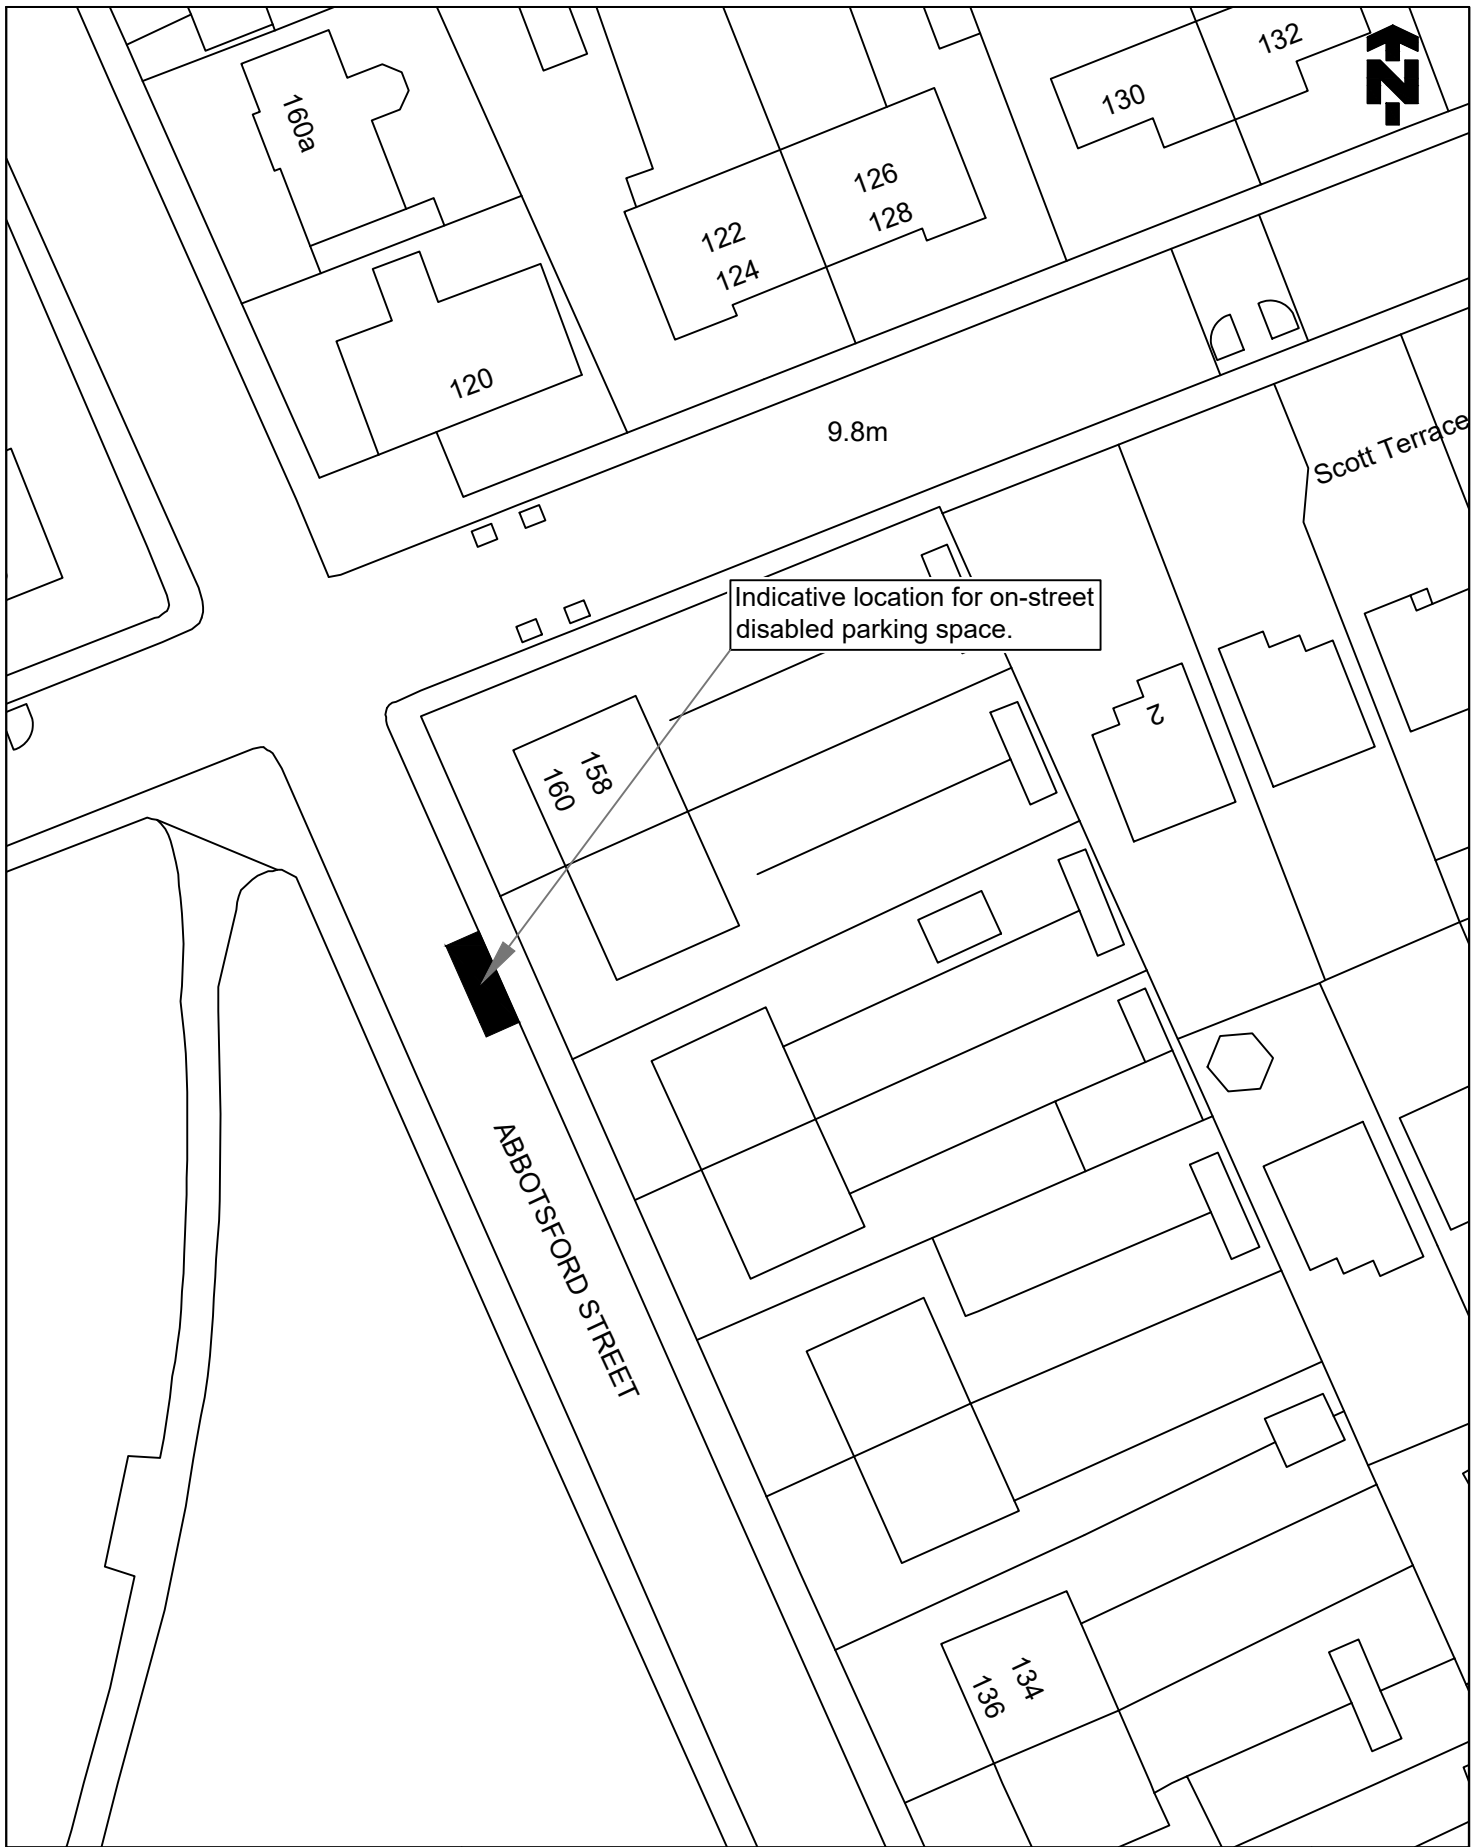 132
N
130
160a
126
128
122
124
120
9.8m
Scott Terrace
Indicative location for on-street
disabled parking space.
2
158
160
ABBOTSFORD STREET
134
136